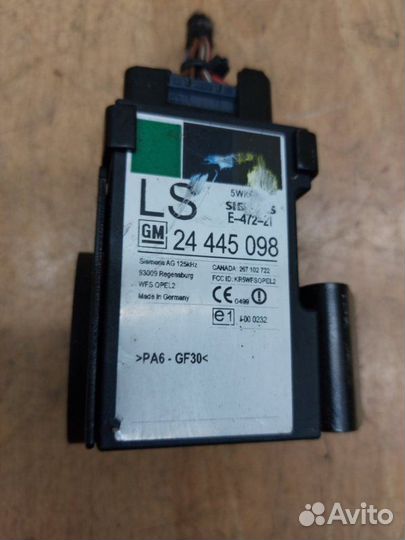 LS
E-472-21
GM 24 445 098
Siemens AG 125kHz
93009 Regensburg
WFS OPEL2
Made in Germany
CANADA: 267 102 722
FCC ID: KR5WFSOPEL2
CE 0499 !
e1
>PA6 - GF30<
Avito